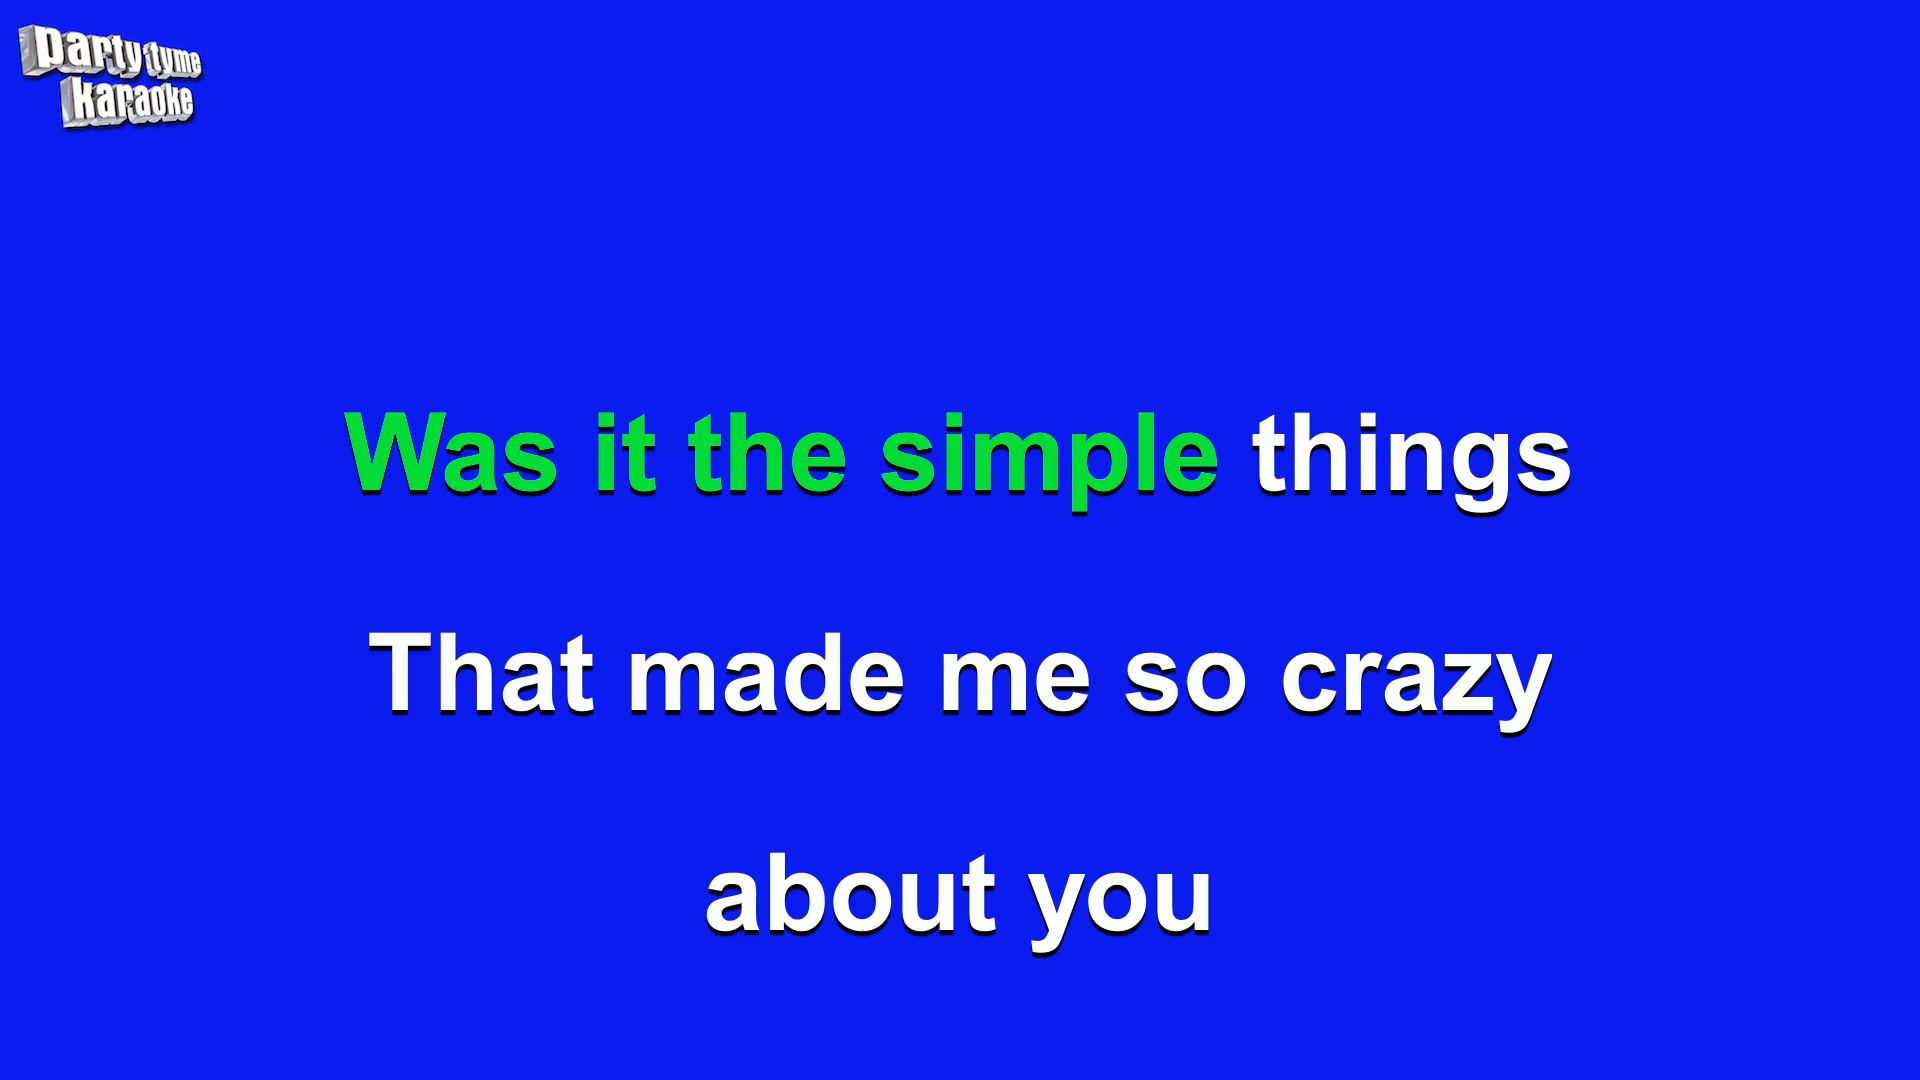 party tyme
karaoke
Was it the simple things
That made me so crazy
about you